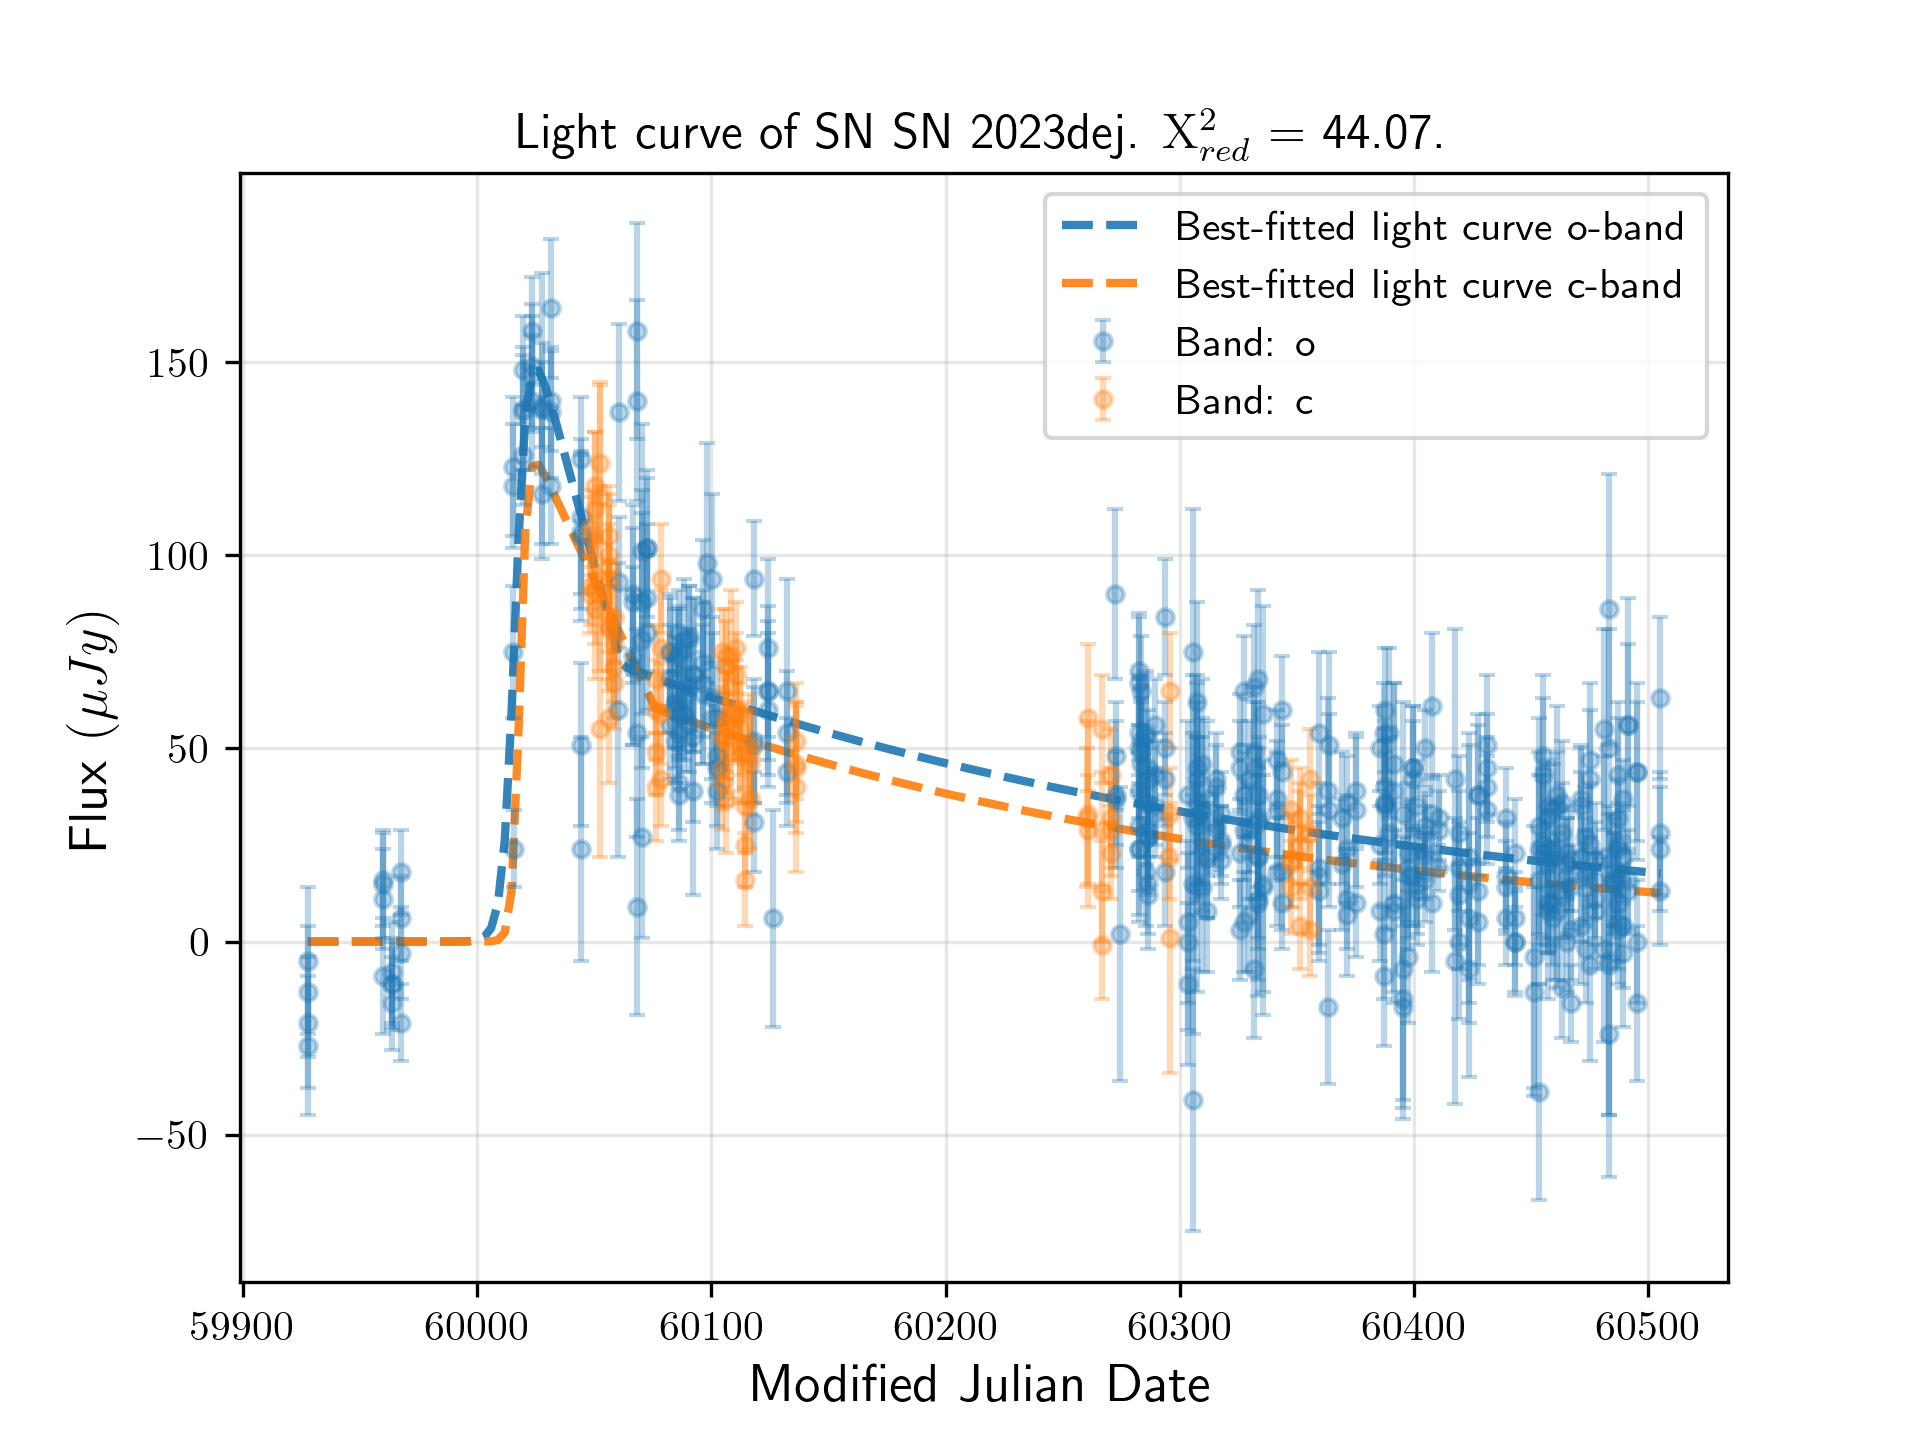 Light curve of SN SN 2023dej. X²red = 44.07.
Best-fitted light curve o-band
Best-fitted light curve c-band
Band: o
Band: c
Flux (μJy)
150
100
50
0
−50
59900 60000 60100 60200 60300 60400 60500
Modified Julian Date